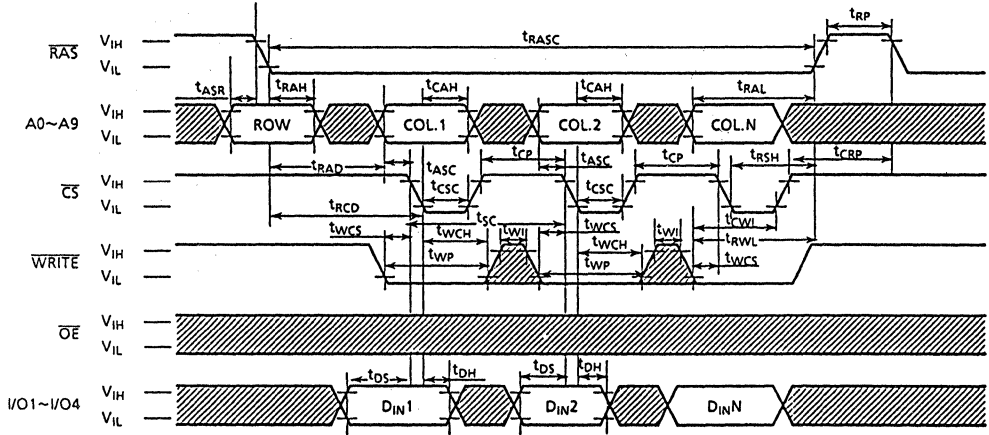 tRP
RAS VIH VIL tRASC
tASR tRAH tCAH tCAH tRAL
A0~A9 VIH VIL ROW COL.1 COL.2 COL.N
tRAD tASC tCP tASC tCP tRSH tCRP
CS VIH VIL tCSC tCSC
tRCD tSC tCWL
tWCS tWCH tWI tWCS tWCH tWI tRWL
WRITE VIH VIL tWP tWP tWCS
OE VIH VIL
tDS tDH tDS tDH
I/O1~I/O4 VIH VIL DIN1 DIN2 DINN